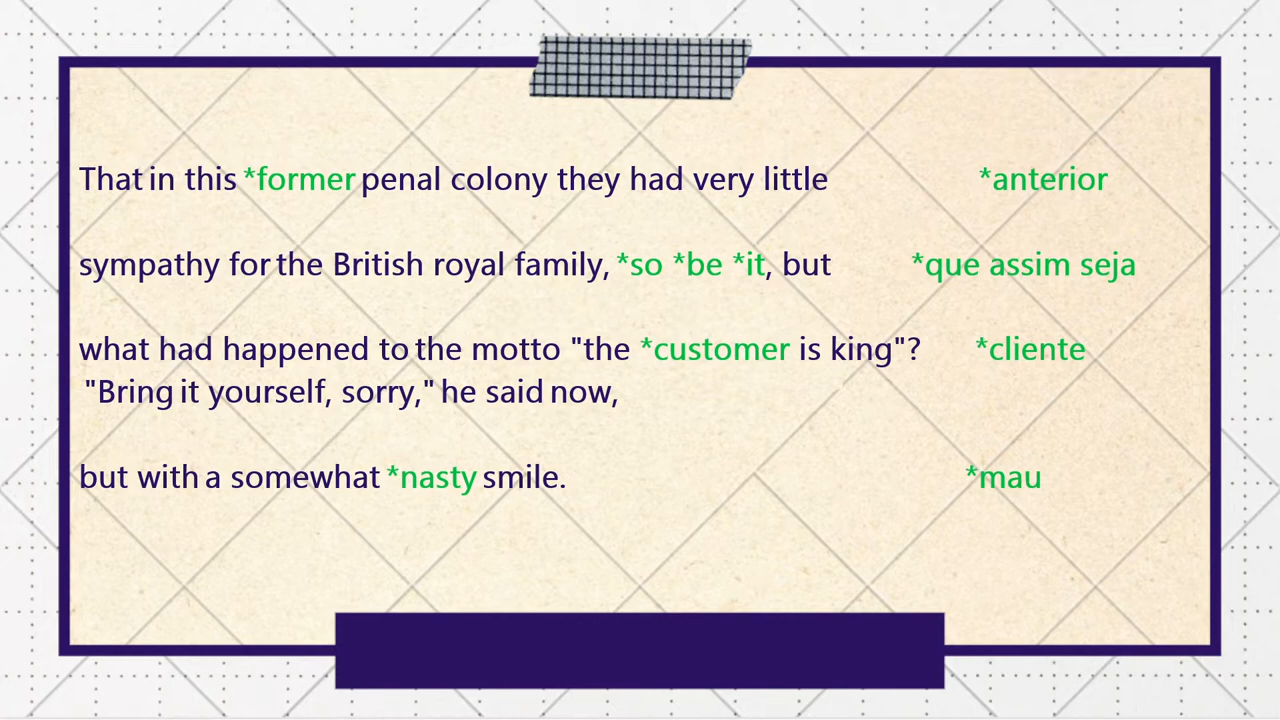 That in this *former penal colony they had very little *anterior
sympathy for the British royal family, *so *be *it, but *que assim seja
what had happened to the motto "the *customer is king"? *cliente
"Bring it yourself, sorry," he said now,
but with a somewhat *nasty smile. *mau